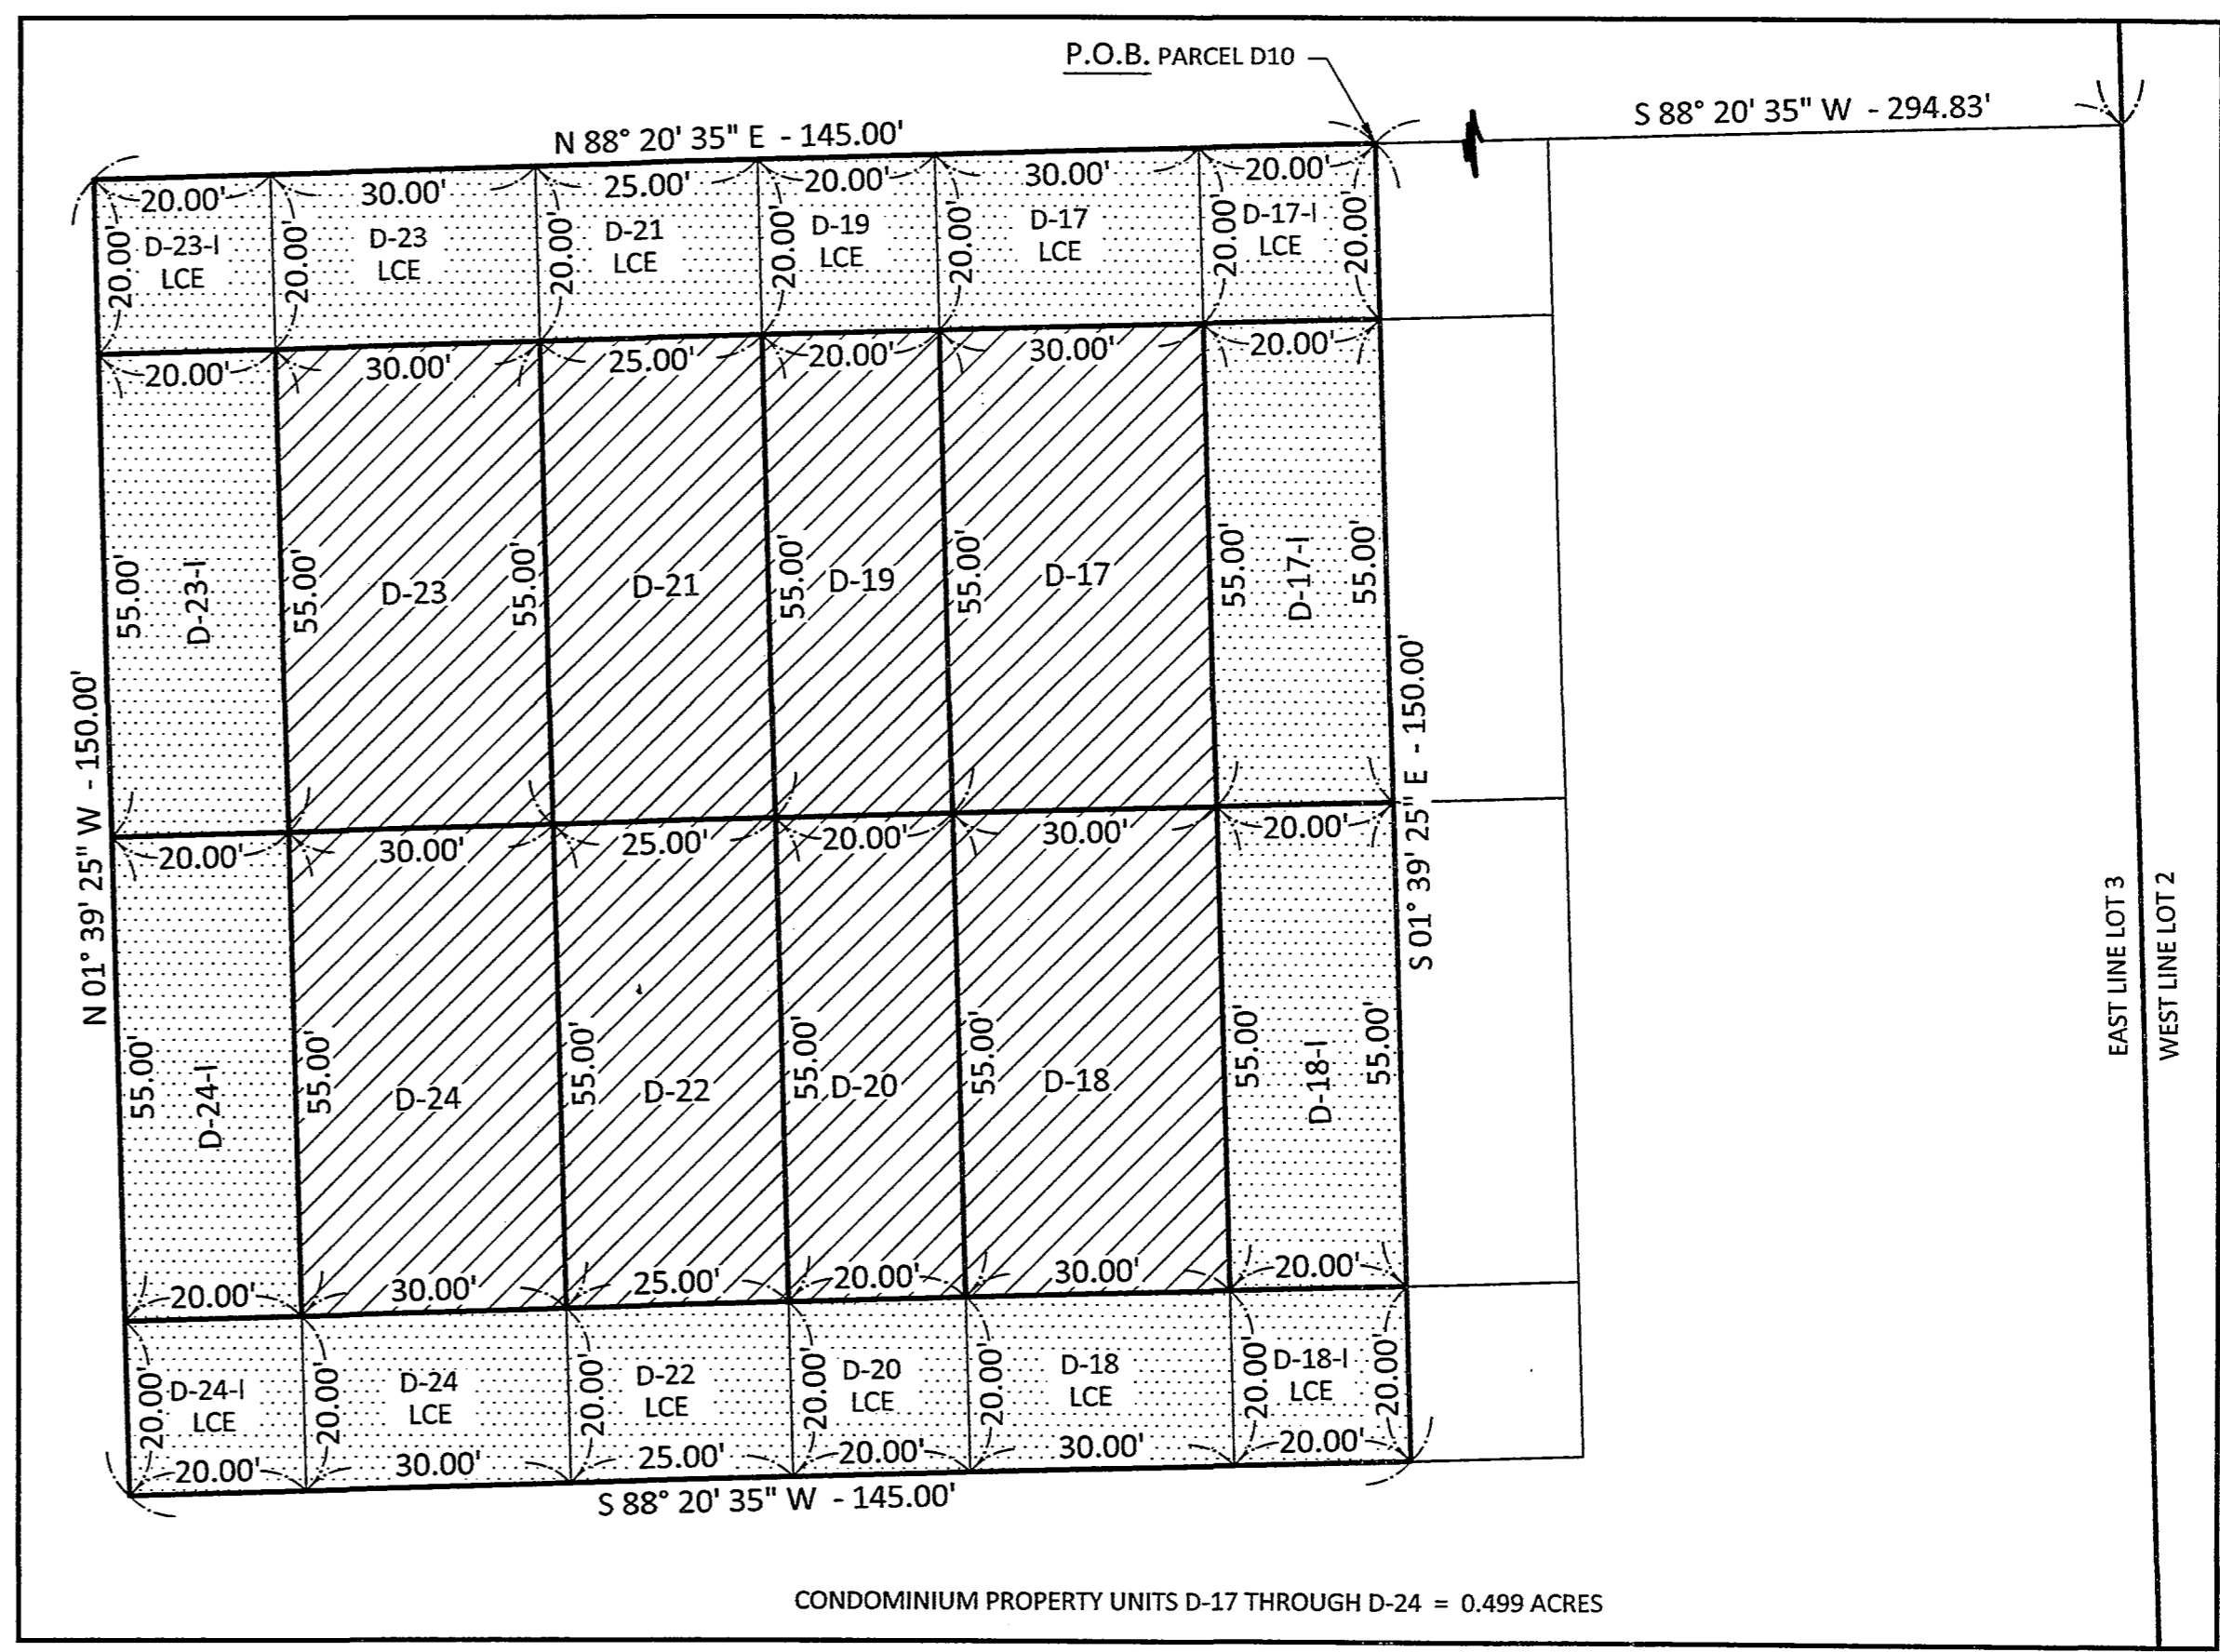 P.O.B. PARCEL D10
S 88° 20' 35" W - 294.83'
N 88° 20' 35" E - 145.00'
20.00' 30.00' 25.00' 20.00' 30.00' 20.00'
20.00' 20.00' 20.00' 20.00' 20.00' 20.00' 20.00'
D-23-I
LCE
D-23
LCE
D-21
LCE
D-19
LCE
D-17
LCE
D-17-I
LCE
20.00' 30.00' 25.00' 20.00' 30.00' 20.00'
55.00' D-23-I 55.00' D-23 55.00' D-21 55.00' D-19 55.00' D-17 55.00' D-17-I 55.00'
N 01° 39' 25" W - 150.00'
S 01° 39' 25" E - 150.00'
20.00' 30.00' 25.00' 20.00' 30.00' 20.00'
EAST LINE LOT 3
WEST LINE LOT 2
55.00' D-24-I 55.00' D-24 55.00' D-22 55.00' D-20 55.00' D-18 55.00' D-18-I 55.00'
20.00' 30.00' 25.00' 20.00' 30.00' 20.00'
20.00' 20.00' 20.00' 20.00' 20.00' 20.00' 20.00'
D-24-I
LCE
D-24
LCE
D-22
LCE
D-20
LCE
D-18
LCE
D-18-I
LCE
20.00' 30.00' 25.00' 20.00' 30.00' 20.00'
S 88° 20' 35" W - 145.00'
CONDOMINIUM PROPERTY UNITS D-17 THROUGH D-24 = 0.499 ACRES